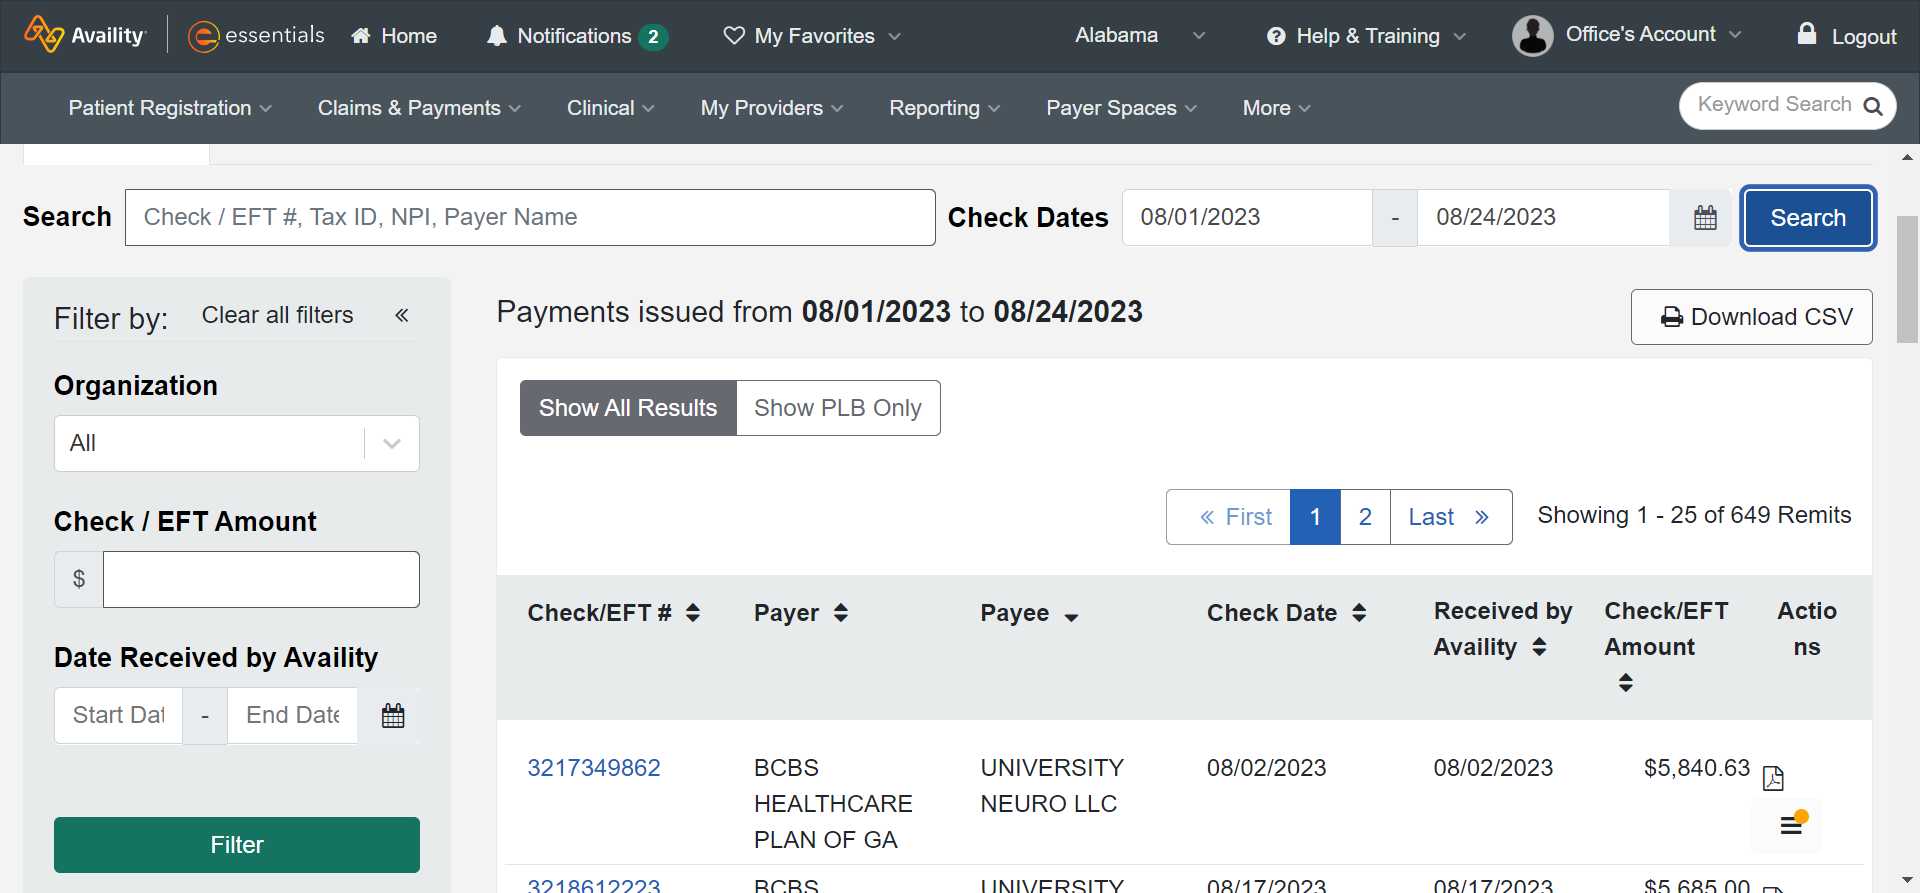 Availity essentials Home Notifications 2 My Favorites Alabama Help & Training Office's Account Logout
Patient Registration Claims & Payments Clinical My Providers Reporting Payer Spaces More Keyword Search
Search Check / EFT #, Tax ID, NPI, Payer Name Check Dates 08/01/2023 - 08/24/2023 Search
Filter by: Clear all filters «
Organization
All
Check / EFT Amount
$
Date Received by Availity
Start Dat - End Date
Filter
Payments issued from 08/01/2023 to 08/24/2023
Download CSV
Show All Results Show PLB Only
« First 1 2 Last » Showing 1 - 25 of 649 Remits
Check/EFT # Payer Payee Check Date Received by Check/EFT Actio
Availity Amount ns
3217349862 BCBS UNIVERSITY 08/02/2023 08/02/2023 $5,840.63
HEALTHCARE NEURO LLC
PLAN OF GA
3218612223 BCBS UNIVERSITY 08/17/2023 08/17/2023 $5,685.00